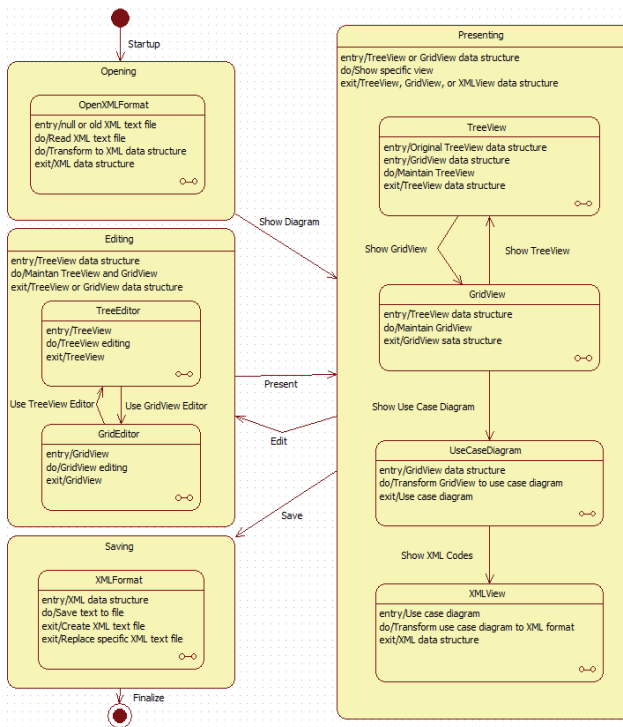 Startup
Opening
OpenXMLFormat
entry/null or old XML text file
do/Read XML text file
do/Transform to XML data structure
exit/XML data structure
Show Diagram
Editing
entry/TreeView data structure
do/Maintan TreeView and GridView
exit/TreeView or GridView data structure
TreeEditor
entry/TreeView
do/TreeView editing
exit/TreeView
Use TreeView Editor
Use GridView Editor
GridEditor
entry/GridView
do/GridView editing
exit/GridView
Present
Edit
Save
Saving
XMLFormat
entry/XML data structure
do/Save text to file
exit/Create XML text file
exit/Replace specific XML text file
Finalize
Presenting
entry/TreeView or GridView data structure
do/Show specific view
exit/TreeView, GridView, or XMLView data structure
TreeView
entry/Original TreeView data structure
entry/GridView data structure
do/Maintain TreeView
exit/TreeView data structure
Show GridView
Show TreeView
GridView
entry/TreeView data structure
do/Maintain GridView
exit/GridView sata structure
Show Use Case Diagram
UseCaseDiagram
entry/GridView data structure
do/Transform GridView to use case diagram
exit/Use case diagram
Show XML Codes
XMLView
entry/Use case diagram
do/Transform use case diagram to XML format
exit/XML data structure